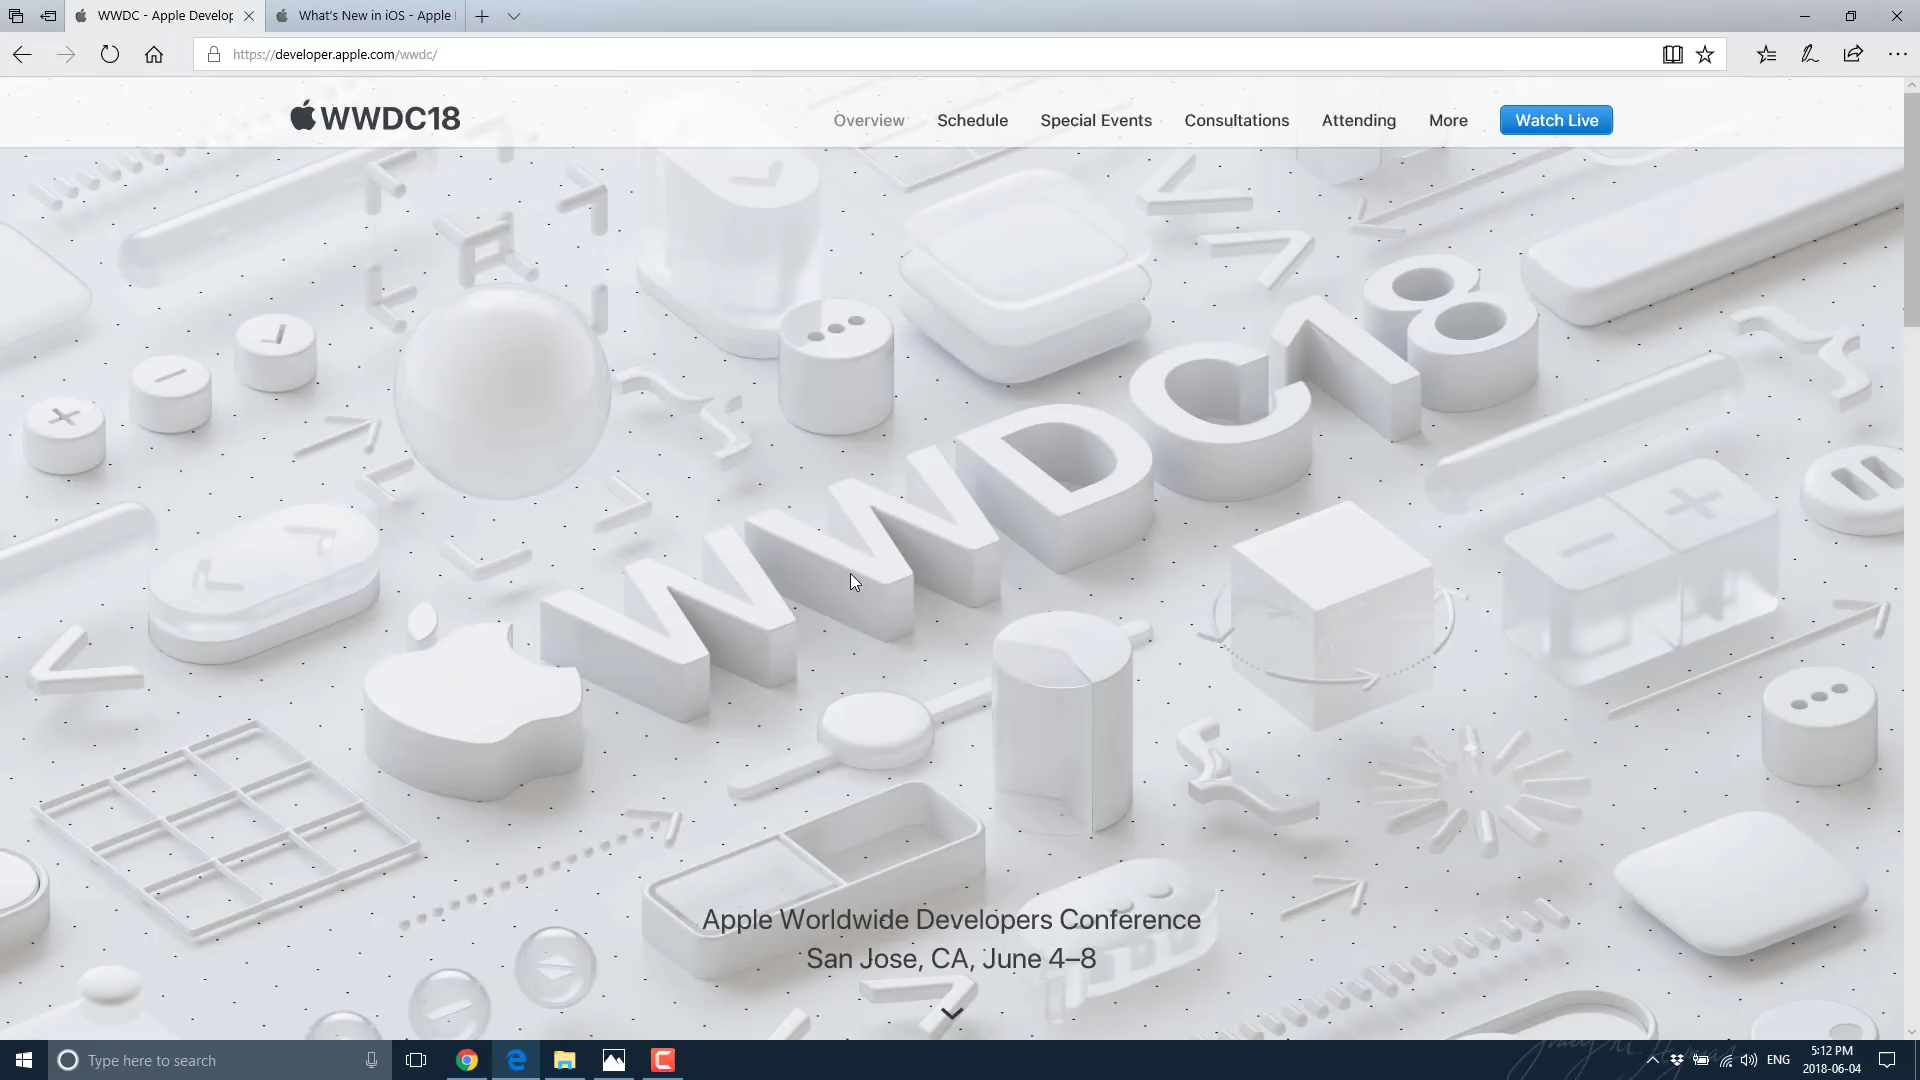 WWDC - Apple Develop
What's New in iOS - Apple
https://developer.apple.com/wwdc/
WWDC18
Overview
Schedule
Special Events
Consultations
Attending
More
Watch Live
WWDC18
Apple Worldwide Developers Conference
San Jose, CA, June 4–8
Type here to search
ENG
5:12 PM
2018-06-04